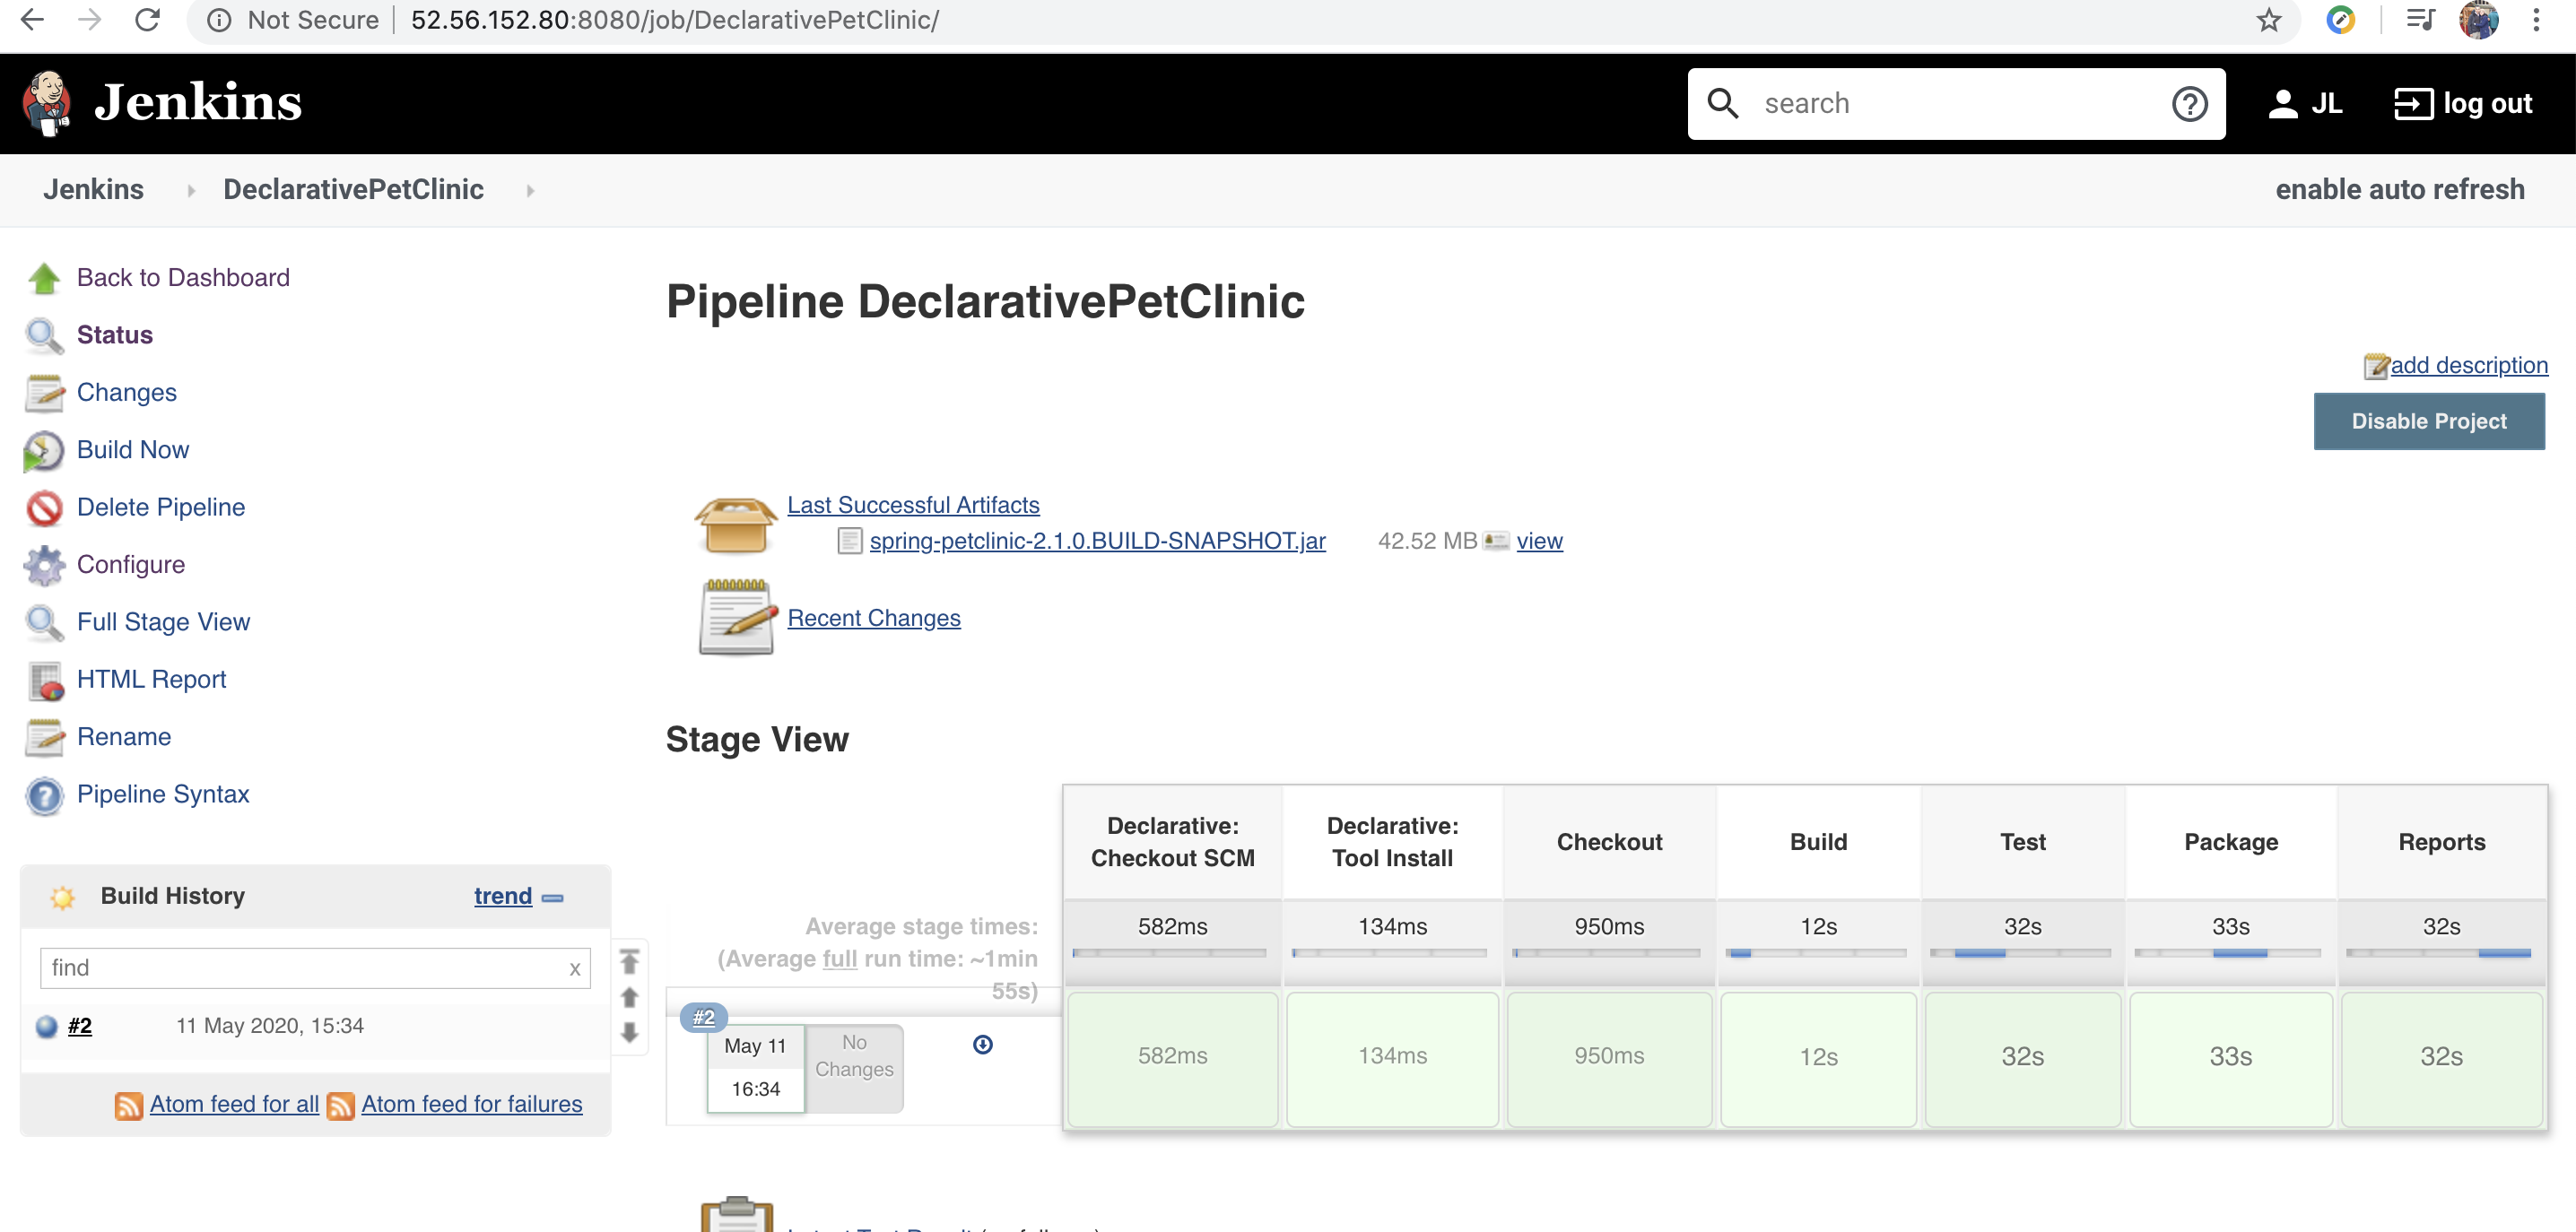 Not Secure | 52.56.152.80:8080/job/DeclarativePetClinic/
Jenkins
search
JL
log out
Jenkins
DeclarativePetClinic
enable auto refresh
Back to Dashboard
Status
Changes
Build Now
Delete Pipeline
Configure
Full Stage View
HTML Report
Rename
Pipeline Syntax
Build History
trend
find
x
#2
11 May 2020, 15:34
Atom feed for all
Atom feed for failures
Pipeline DeclarativePetClinic
add description
Disable Project
Last Successful Artifacts
spring-petclinic-2.1.0.BUILD-SNAPSHOT.jar 42.52 MB view
Recent Changes
Stage View
Declarative: Checkout SCM
Declarative: Tool Install
Checkout
Build
Test
Package
Reports
Average stage times:
(Average full run time: ~1min
55s)
582ms
134ms
950ms
12s
32s
33s
32s
#2
May 11
16:34
No
Changes
582ms
134ms
950ms
12s
32s
33s
32s